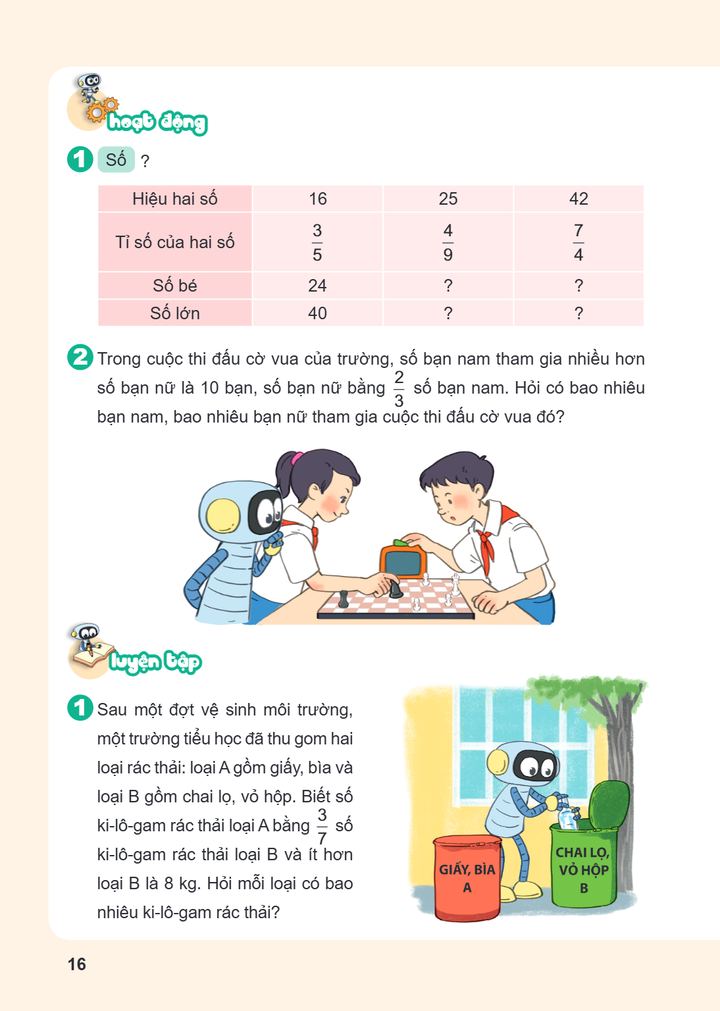 hoạt động
1 Số ?
Hiệu hai số 16 25 42
Tỉ số của hai số 3/5 4/9 7/4
Số bé 24 ? ?
Số lớn 40 ? ?
2 Trong cuộc thi đấu cờ vua của trường, số bạn nam tham gia nhiều hơn
số bạn nữ là 10 bạn, số bạn nữ bằng 2/3 số bạn nam. Hỏi có bao nhiêu
bạn nam, bao nhiêu bạn nữ tham gia cuộc thi đấu cờ vua đó?
luyện tập
1 Sau một đợt vệ sinh môi trường,
một trường tiểu học đã thu gom hai
loại rác thải: loại A gồm giấy, bìa và
loại B gồm chai lọ, vỏ hộp. Biết số
ki-lô-gam rác thải loại A bằng 3/7 số
ki-lô-gam rác thải loại B và ít hơn
loại B là 8 kg. Hỏi mỗi loại có bao
nhiêu ki-lô-gam rác thải?
GIẤY, BÌA
A
CHAI LỌ,
VỎ HỘP
B
16